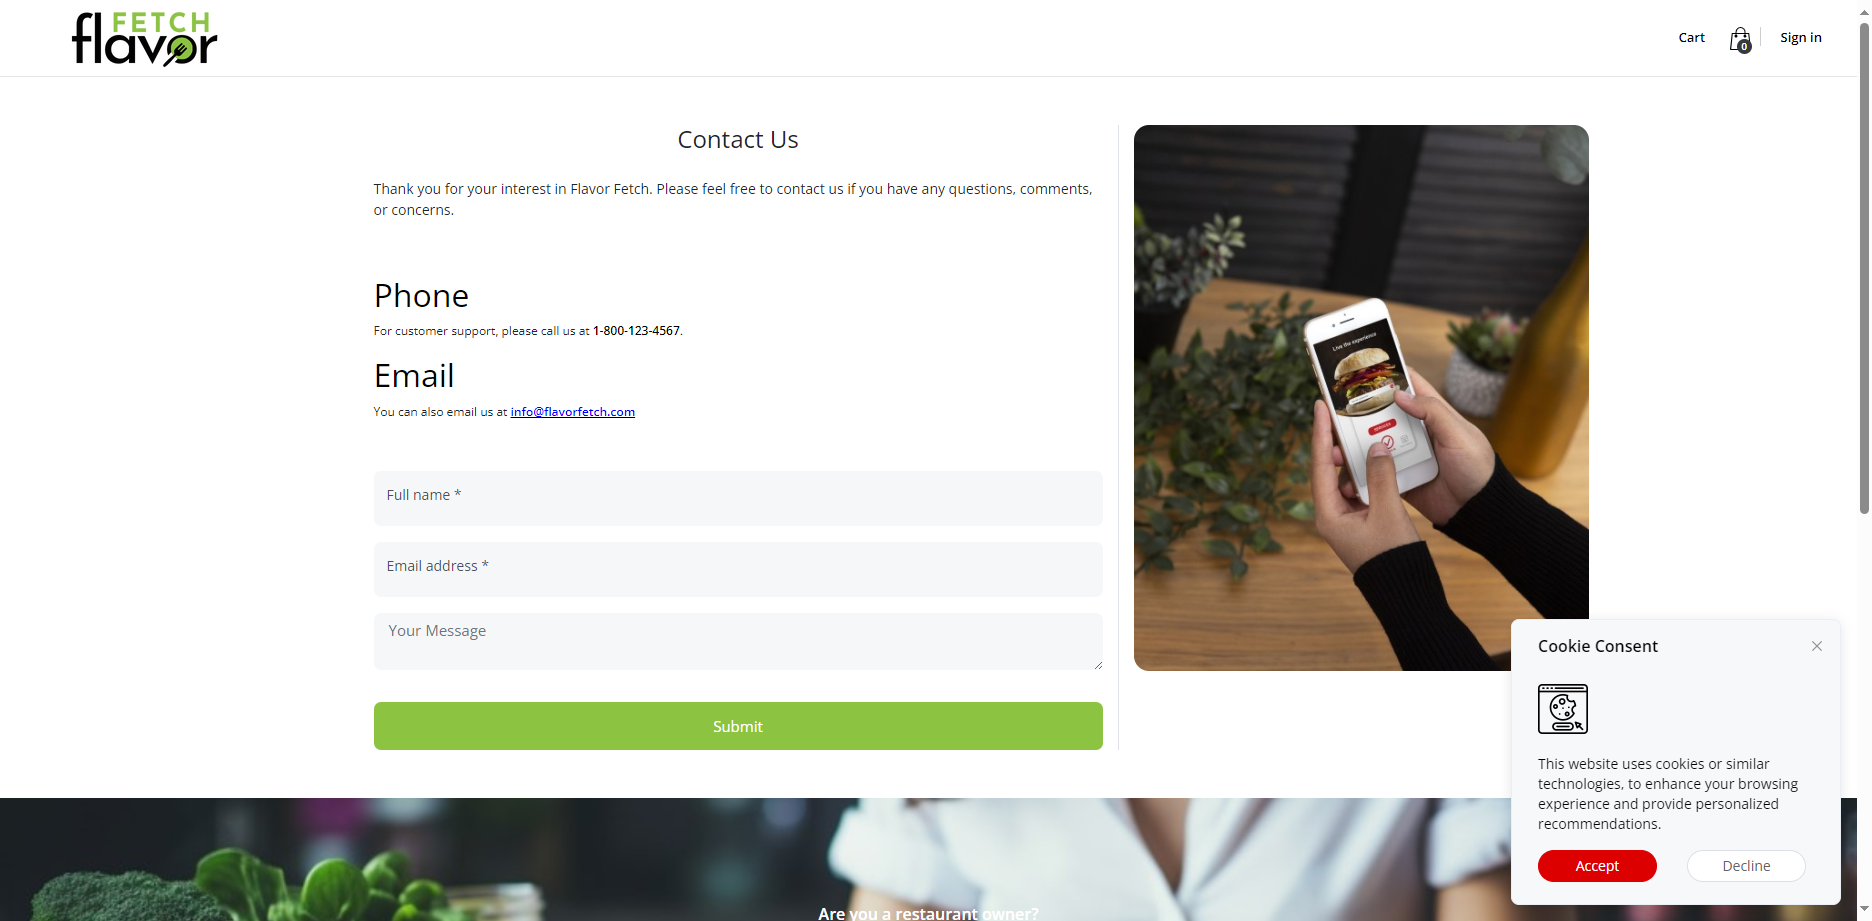 FETCH
flavor
Cart
0
Sign in
Contact Us
Thank you for your interest in Flavor Fetch. Please feel free to contact us if you have any questions, comments,
or concerns.
Phone
For customer support, please call us at 1-800-123-4567.
Email
You can also email us at info@flavorfetch.com
Full name *
Email address *
Your Message
Submit
Live the experience
Cookie Consent
This website uses cookies or similar
technologies, to enhance your browsing
experience and provide personalized
recommendations.
Accept
Decline
Are you a restaurant owner?